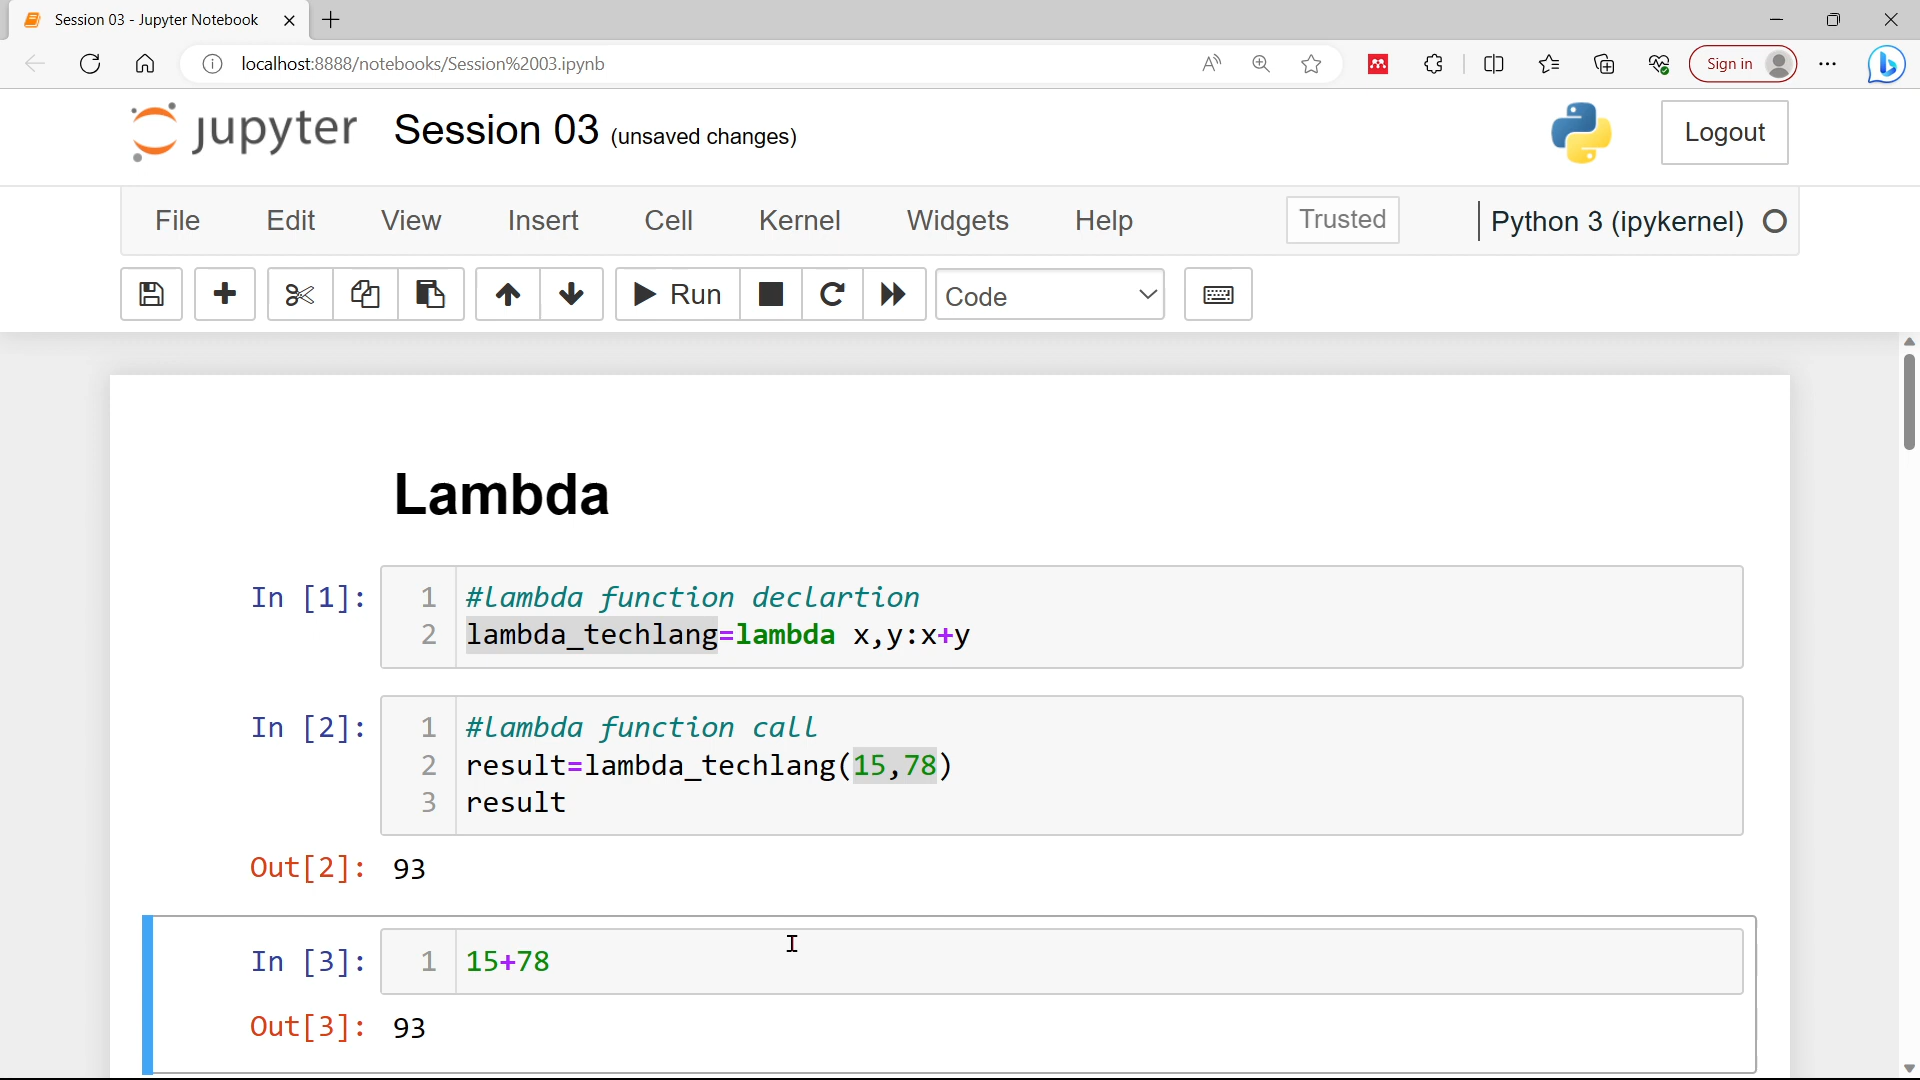 Session 03 - Jupyter Notebook
localhost:8888/notebooks/Session%2003.ipynb
Sign in
jupyter Session 03 (unsaved changes)
Logout
File Edit View Insert Cell Kernel Widgets Help Trusted Python 3 (ipykernel)
Run Code
Lambda
In [1]: 1 #lambda function declartion
2 lambda_techlang=lambda x,y:x+y
In [2]: 1 #lambda function call
2 result=lambda_techlang(15,78)
3 result
Out[2]: 93
In [3]: 1 15+78
Out[3]: 93